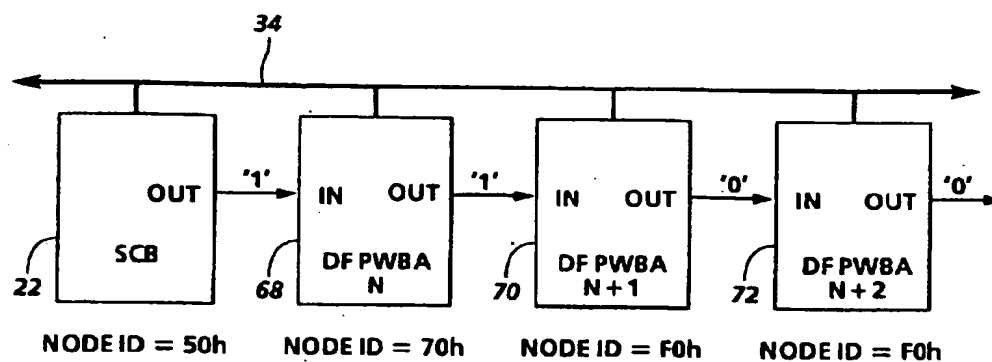 34
'1' '1' '0' '0'
OUT IN OUT IN OUT IN OUT
SCB DF PWBA N DF PWBA N + 1 DF PWBA N + 2
22 68 70 72
NODE ID = 50h NODE ID = 70h NODE ID = F0h NODE ID = F0h